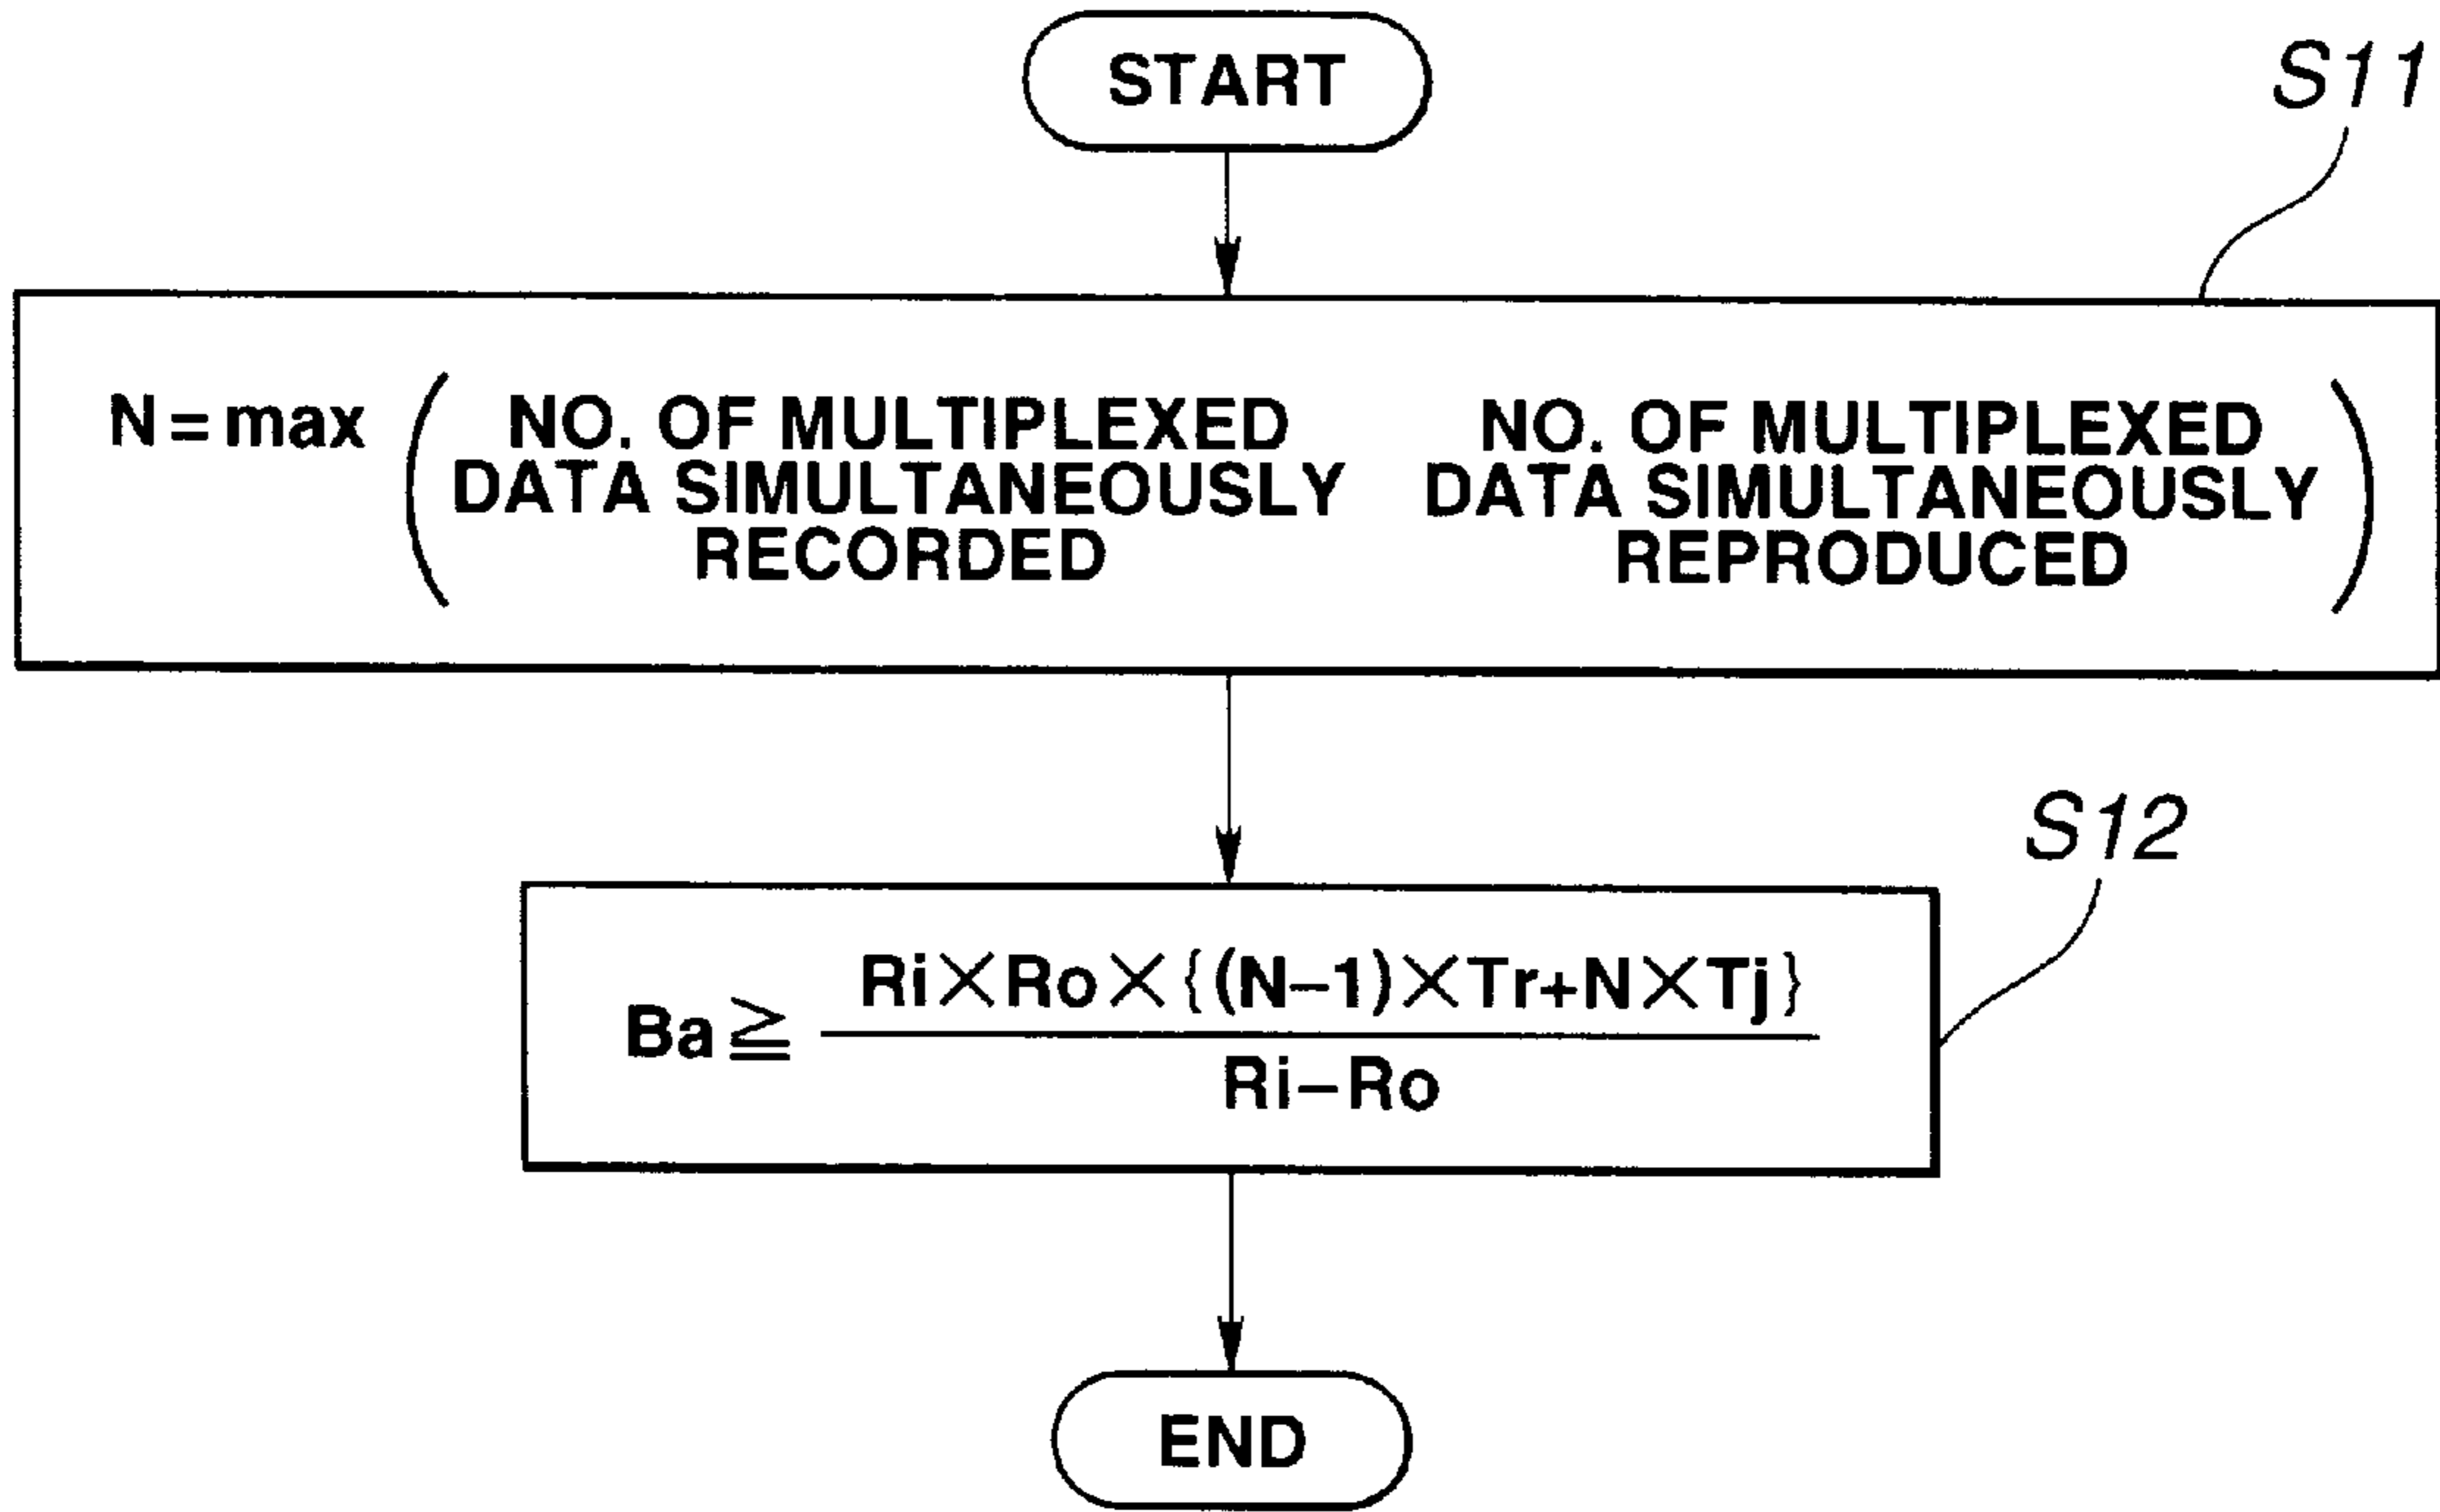 START
S11
N=max ( NO. OF MULTIPLEXED DATA SIMULTANEOUSLY RECORDED NO. OF MULTIPLEXED DATA SIMULTANEOUSLY REPRODUCED )
S12
Ba ≧ Ri×Ro×{(N–1)×Tr+N×Tj}
Ri–Ro
END